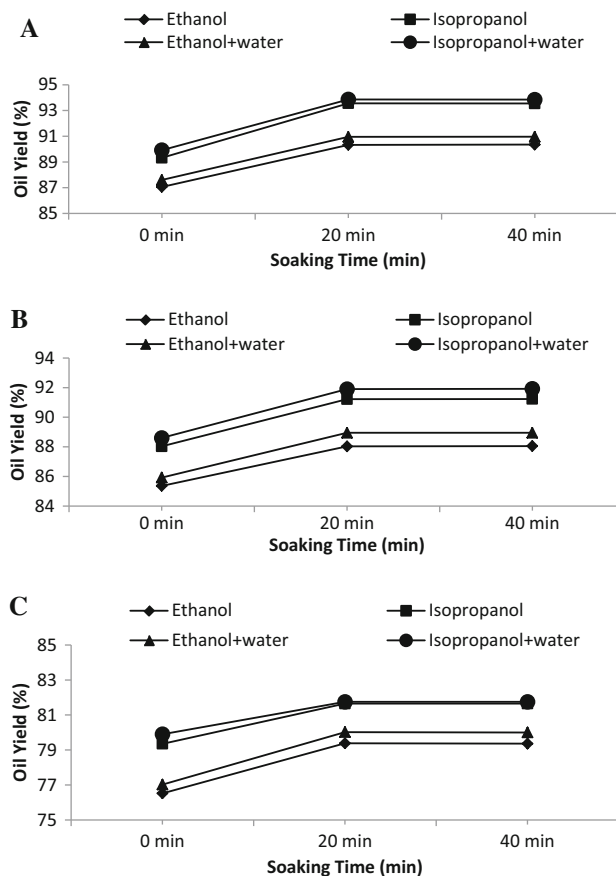 A
Ethanol Isopropanol
Ethanol+water Isopropanol+water
95
93
91
89
87
85
Oil Yield (%)
0 min 20 min 40 min
Soaking Time (min)
B
Ethanol Isopropanol
Ethanol+water Isopropanol+water
94
92
90
88
86
84
Oil Yield (%)
0 min 20 min 40 min
Soaking Time (min)
C
Ethanol Isopropanol
Ethanol+water Isopropanol+water
85
83
81
79
77
75
Oil Yield (%)
0 min 20 min 40 min
Soaking Time (min)